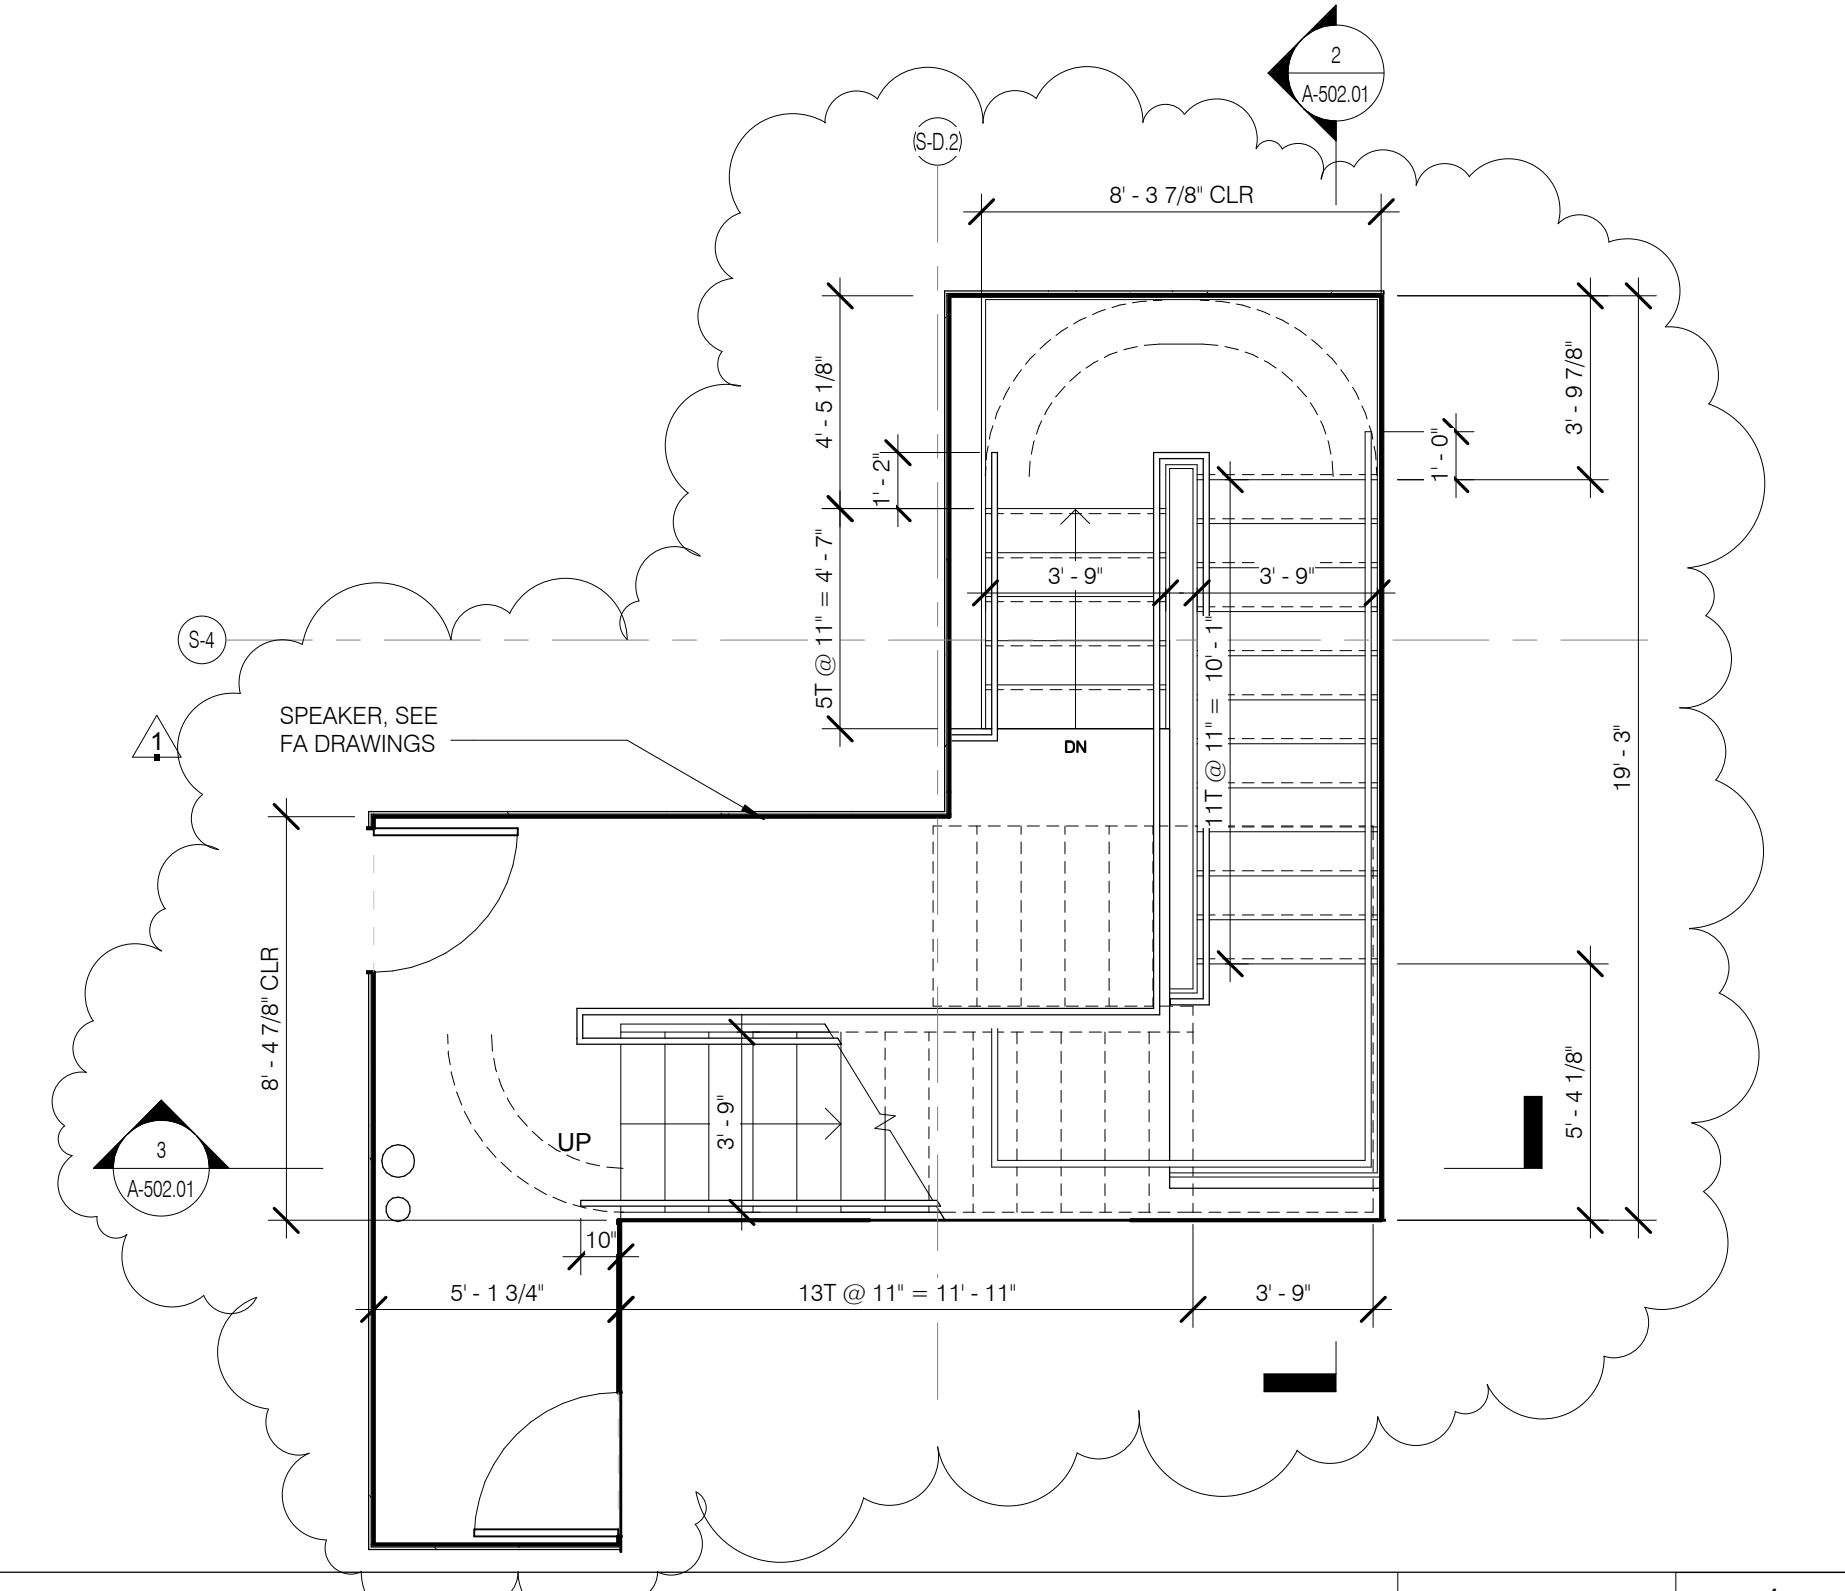 2
A-502.01
S-D.2
8' - 3 7/8" CLR
4' - 5 1/8"
3' - 9 7/8"
1' - 0"
1' - 2"
3' - 9"
3' - 9"
5T @ 11" = 4' - 7"
11T @ 11" = 10' - 1"
S-4
SPEAKER, SEE
FA DRAWINGS
1
DN
19' - 3"
8' - 4 7/8" CLR
3' - 9"
5' - 4 1/8"
UP
3
A-502.01
10"
5' - 1 3/4"
13T @ 11" = 11' - 11"
3' - 9"